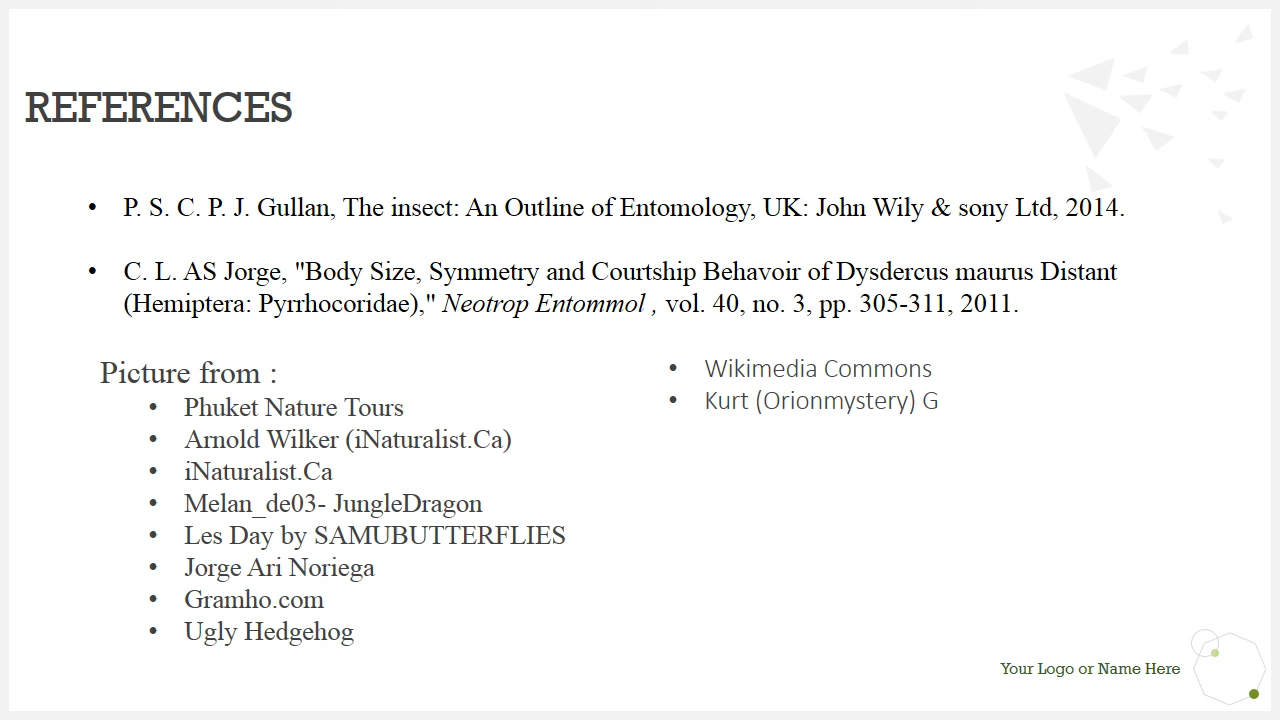 REFERENCES
• P. S. C. P. J. Gullan, The insect: An Outline of Entomology, UK: John Wily & sony Ltd, 2014.
• C. L. AS Jorge, "Body Size, Symmetry and Courtship Behavoir of Dysdercus maurus Distant
(Hemiptera: Pyrrhocoridae)," Neotrop Entommol , vol. 40, no. 3, pp. 305-311, 2011.
Picture from :
• Phuket Nature Tours
• Arnold Wilker (iNaturalist.Ca)
• iNaturalist.Ca
• Melan_de03- JungleDragon
• Les Day by SAMUBUTTERFLIES
• Jorge Ari Noriega
• Gramho.com
• Ugly Hedgehog
• Wikimedia Commons
• Kurt (Orionmystery) G
Your Logo or Name Here